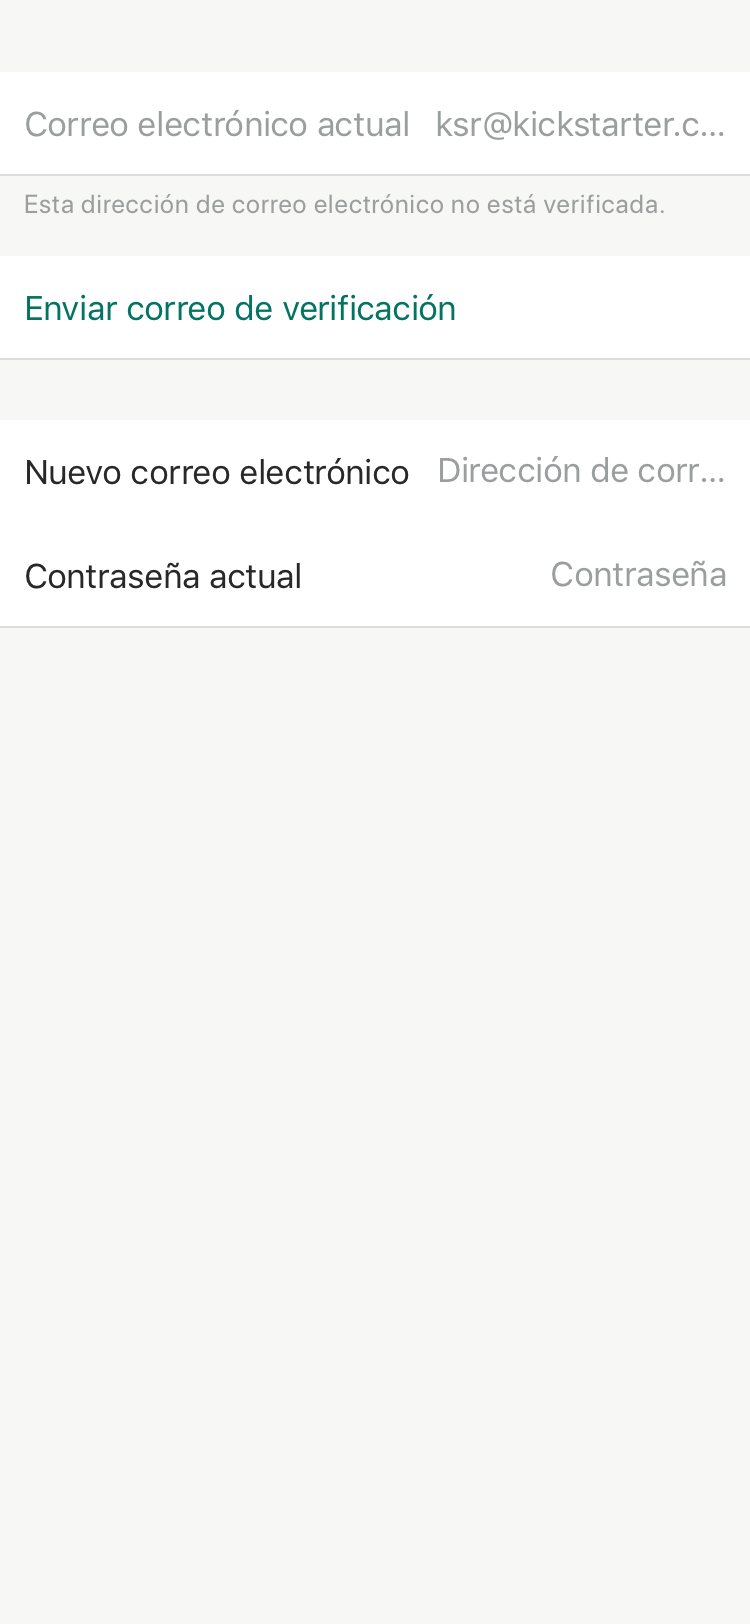 Correo electrónico actual ksr@kickstarter.c...
Esta dirección de correo electrónico no está verificada.
Enviar correo de verificación
Nuevo correo electrónico Dirección de corr...
Contraseña actual Contraseña